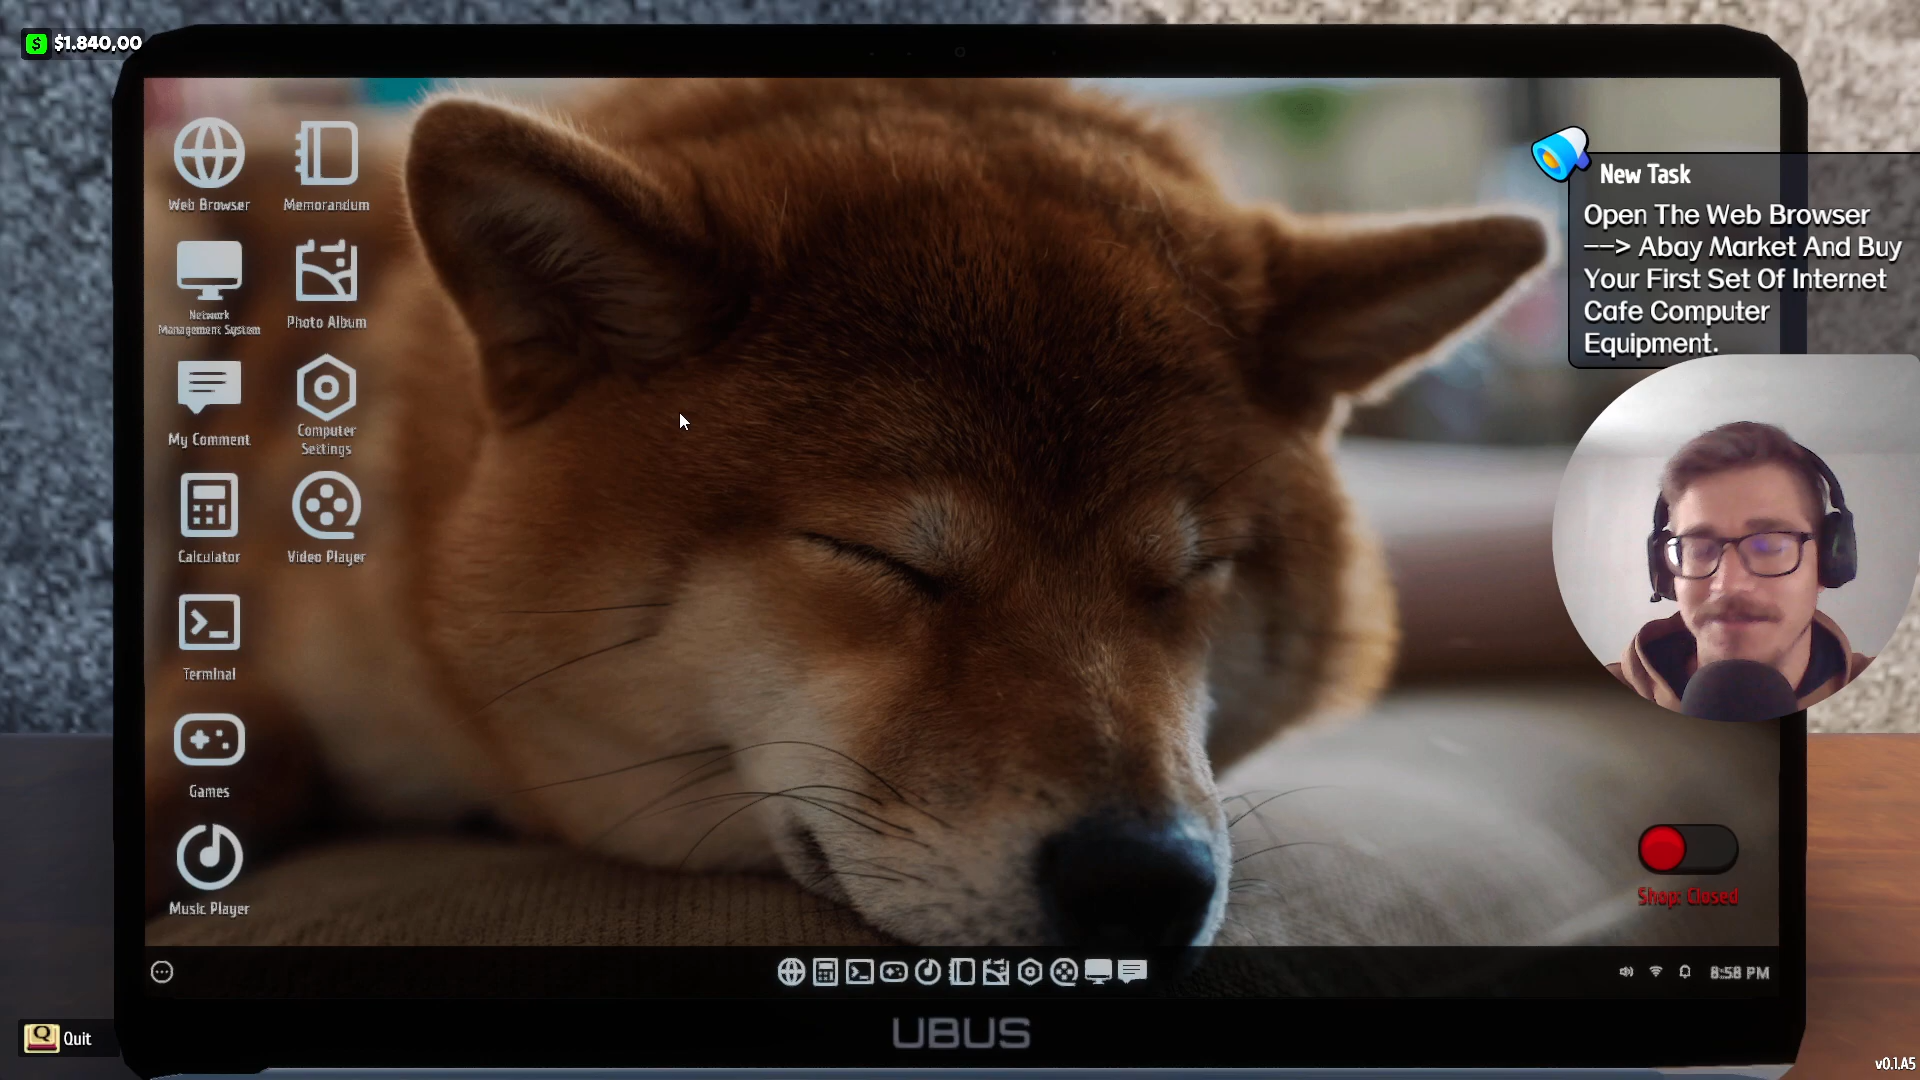 $ $1.840,00
Web Browser
Memorandum
Network
Management System
Photo Album
My Comment
Computer
Settings
Calculator
Video Player
Terminal
Games
Music Player
New Task
Open The Web Browser
--> Abay Market And Buy
Your First Set Of Internet
Cafe Computer
Equipment.
Shop: Closed
8:58 PM
UBUS
Q Quit
v0.1.A5